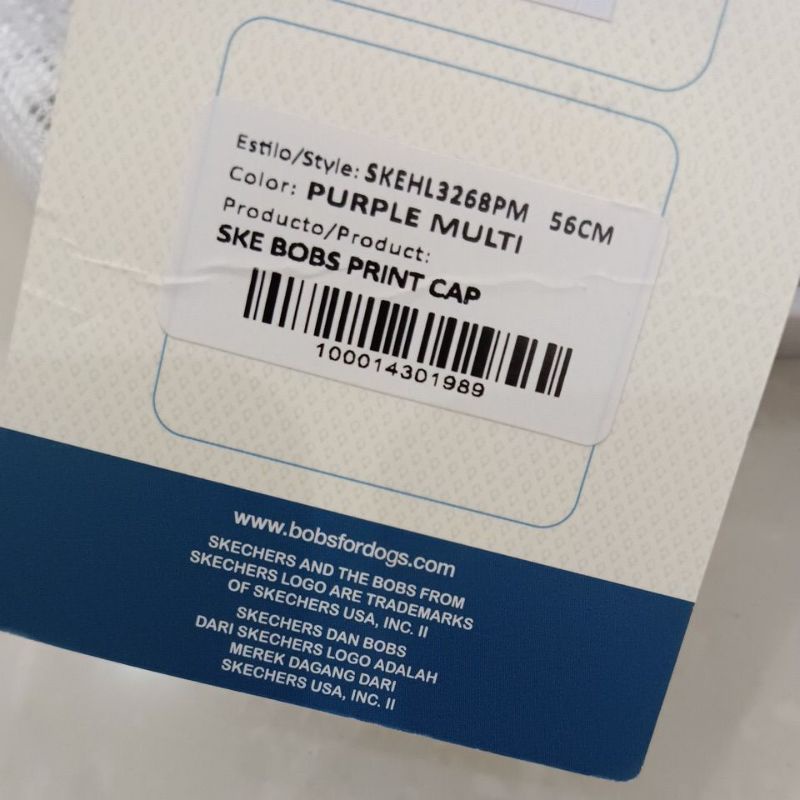 Estilo/Style: SKEHL3268PM 56CM
Color: PURPLE MULTI
Producto/Product:
SKE BOBS PRINT CAP
100014301989
www.bobsfordogs.com
SKECHERS AND THE BOBS FROM
SKECHERS LOGO ARE TRADEMARKS
OF SKECHERS USA, INC. II
SKECHERS DAN BOBS
DARI SKECHERS LOGO ADALAH
MEREK DAGANG DARI
SKECHERS USA, INC. II